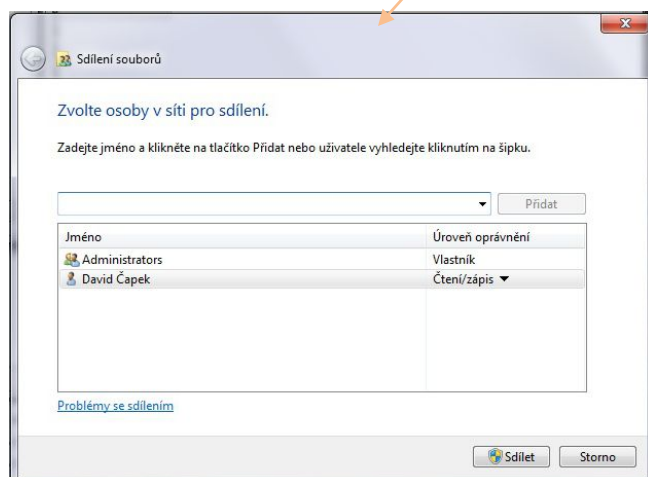 Sdílení souborů
Zvolte osoby v síti pro sdílení.
Zadejte jméno a klikněte na tlačítko Přidat nebo uživatele vyhledejte kliknutím na šipku.
Přidat
Jméno Úroveň oprávnění
Administrators Vlastník
David Čapek Čtení/zápis
Problémy se sdílením
Sdílet Storno